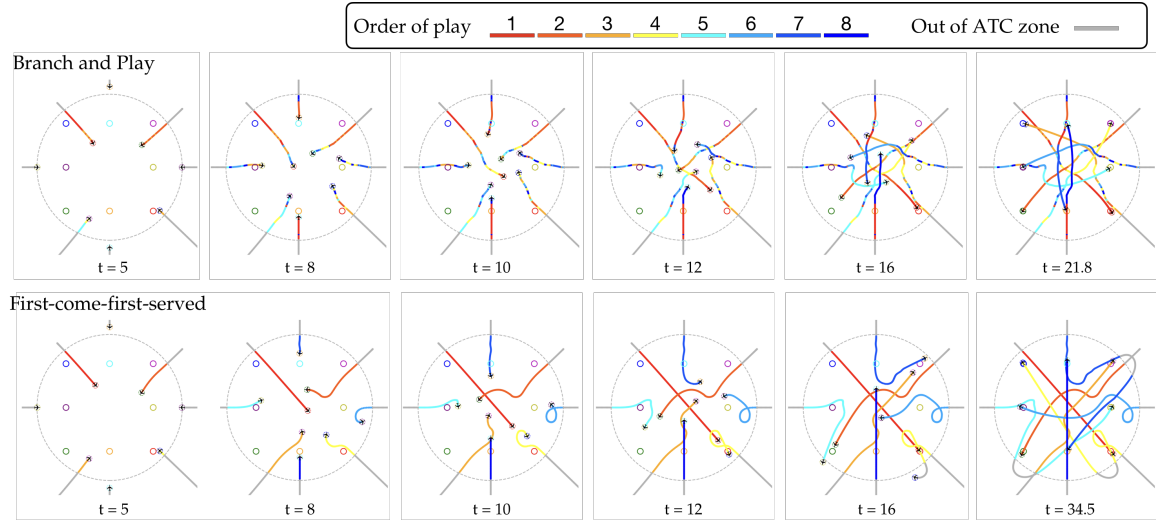 Order of play 1 2 3 4 5 6 7 8 Out of ATC zone
Branch and Play
t = 5 t = 8 t = 10 t = 12 t = 16 t = 21.8
First-come-first-served
t = 5 t = 8 t = 10 t = 12 t = 16 t = 34.5